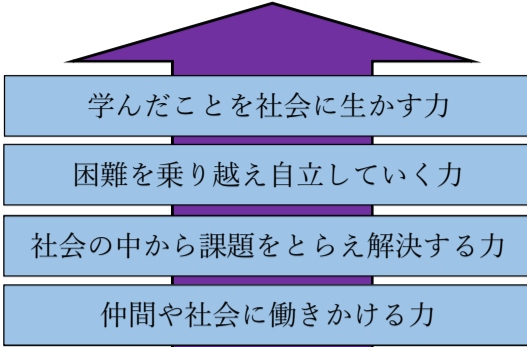 学んだことを社会に生かす力
困難を乗り越え自立していく力
社会の中から課題をとらえ解決する力
仲間や社会に働きかける力